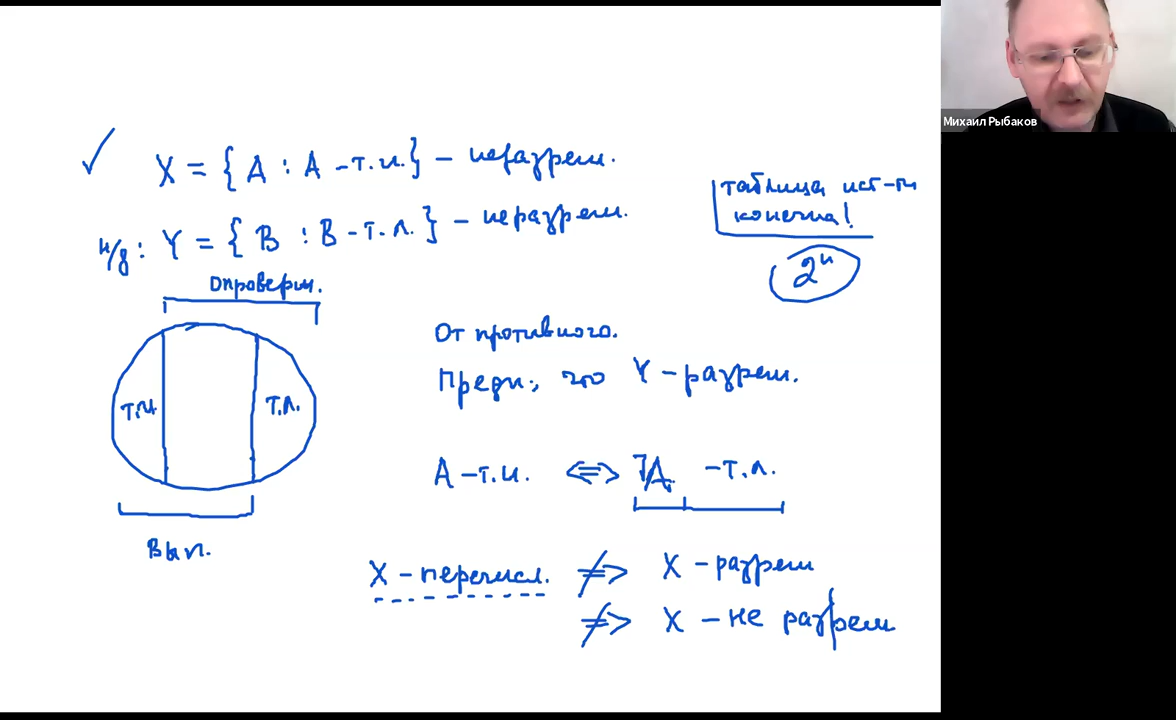 Михаил Рыбаков
X = { A : A – т.и. } – неразреш.
н/д: Y = { B : B – т.л. } – неразреш.
таблица ист-ти
конечна!
2ⁿ
Опроверж.
т.и.
т.л.
Вып.
От противного.
Предп., что Y – разреш.
A – т.и. ⟺ ¬A – т.л.
X – перечисл. ≠> X – разреш
≠> X – не разреш